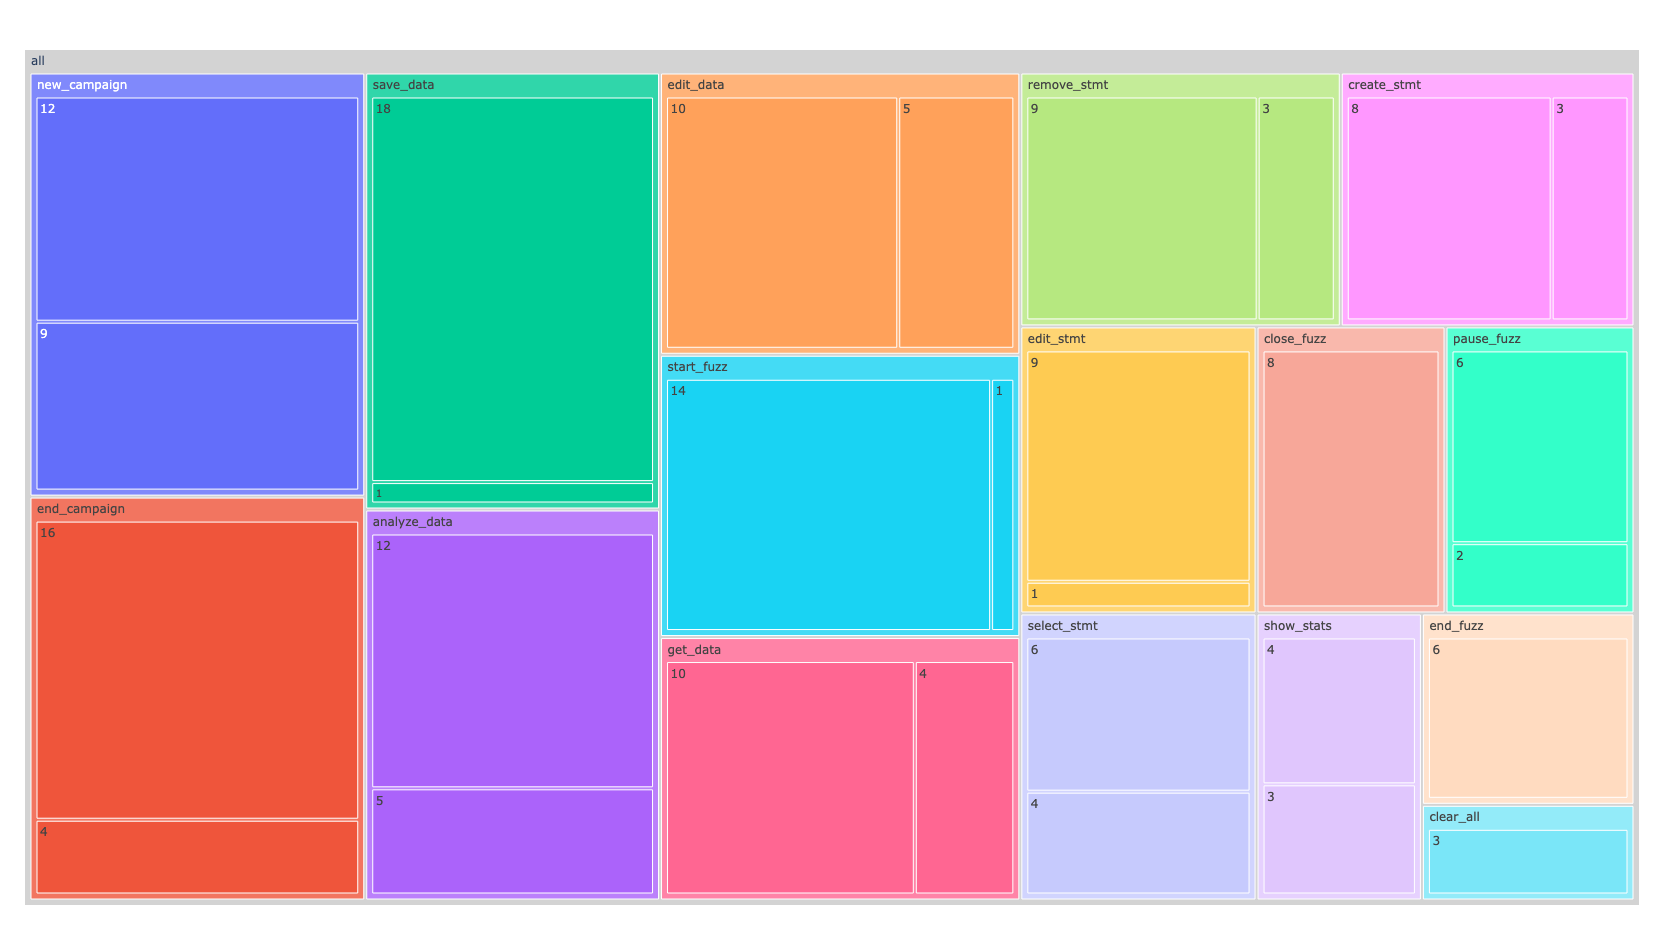 all
new_campaign
12
9
end_campaign
16
4
save_data
18
1
analyze_data
12
5
edit_data
10
5
start_fuzz
14
1
get_data
10
4
remove_stmt
9
3
create_stmt
8
3
edit_stmt
9
1
close_fuzz
8
pause_fuzz
6
2
select_stmt
6
4
show_stats
4
3
end_fuzz
6
clear_all
3